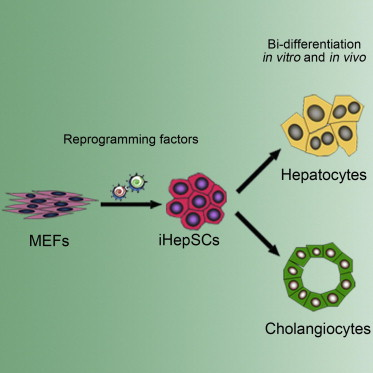 Bi-differentiation
in vitro and in vivo
Reprogramming factors
Hepatocytes
MEFs
iHepSCs
Cholangiocytes